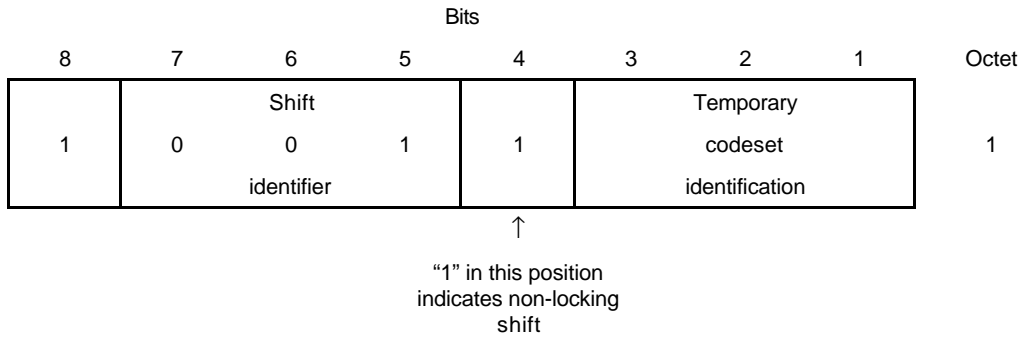 Bits
8 7 6 5 4 3 2 1 Octet
Shift Temporary
1 0 0 1 1 codeset 1
identifier identification
↑
“1” in this position
indicates non-locking
shift